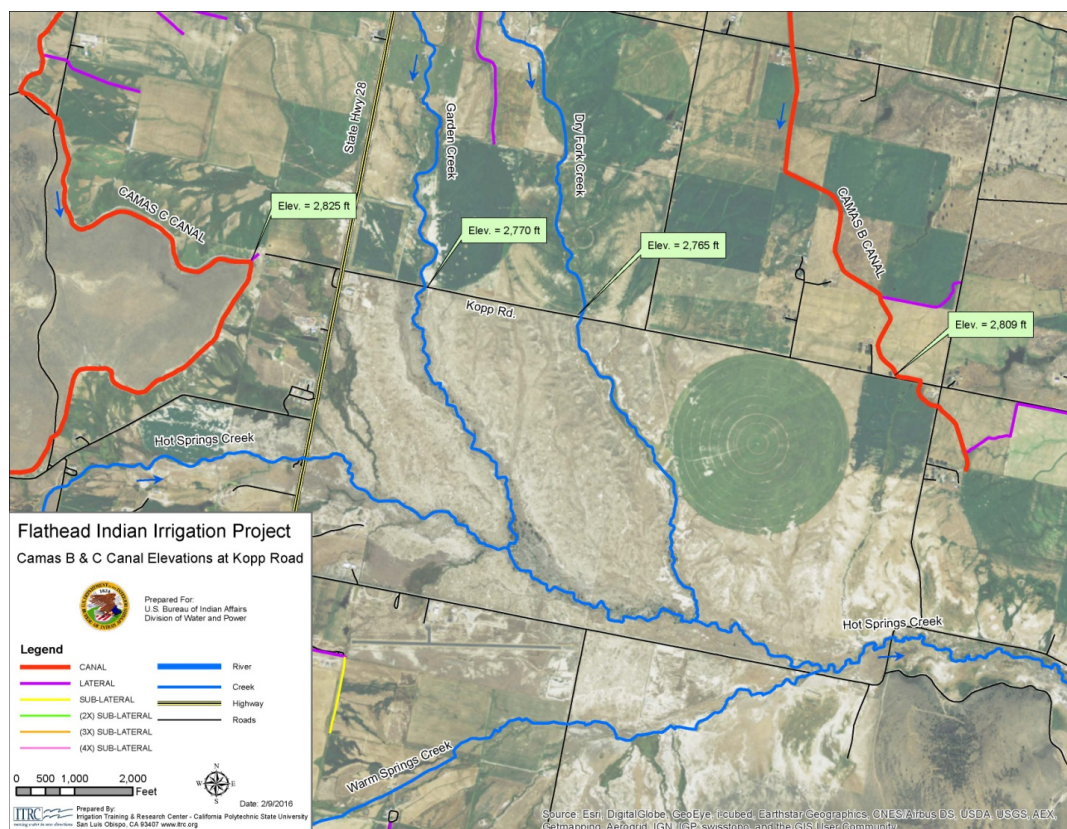 State Hwy 28
Garden Creek
Dry Fork Creek
CAMAS C CANAL
CAMAS B CANAL
Elev. = 2,825 ft
Elev. = 2,770 ft
Elev. = 2,765 ft
Kopp Rd.
Elev. = 2,809 ft
Hot Springs Creek
Hot Springs Creek
Warm Springs Creek
Flathead Indian Irrigation Project
Camas B & C Canal Elevations at Kopp Road
Prepared For:
U.S. Bureau of Indian Affairs
Division of Water and Power
Legend
CANAL
LATERAL
SUB-LATERAL
(2X) SUB-LATERAL
(3X) SUB-LATERAL
(4X) SUB-LATERAL
River
Creek
Highway
Roads
0 500 1,000 2,000
Feet
N
W E
S
Date: 2/9/2016
ITRC
Prepared By:
Irrigation Training & Research Center - California Polytechnic State University
San Luis Obispo, CA 93407 www.itrc.org
Source: Esri, DigitalGlobe, GeoEye, i-cubed, Earthstar Geographics, CNES/Airbus DS, USDA, USGS, AEX,
Getmapping, Aerogrid, IGN, IGP, swisstopo, and the GIS User Community